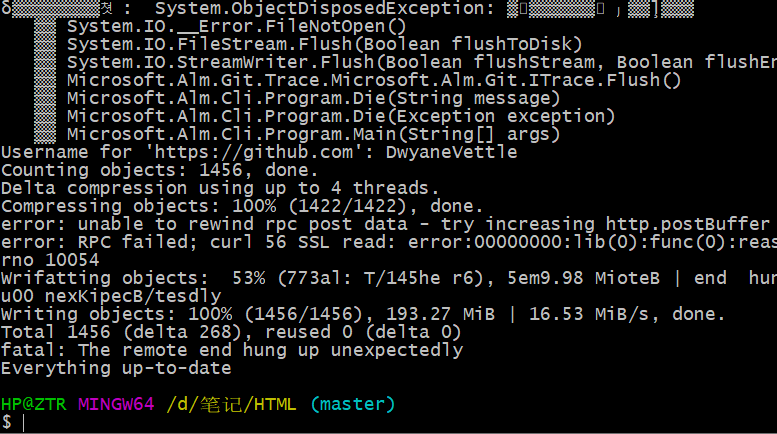 : System.ObjectDisposedException:
System.IO.__Error.FileNotOpen()
System.IO.FileStream.Flush(Boolean flushToDisk)
System.IO.StreamWriter.Flush(Boolean flushStream, Boolean flushEn
Microsoft.Alm.Git.Trace.Microsoft.Alm.Git.ITrace.Flush()
Microsoft.Alm.Cli.Program.Die(String message)
Microsoft.Alm.Cli.Program.Die(Exception exception)
Microsoft.Alm.Cli.Program.Main(String[] args)
Username for 'https://github.com': DwyaneVettle
Counting objects: 1456, done.
Delta compression using up to 4 threads.
Compressing objects: 100% (1422/1422), done.
error: unable to rewind rpc post data - try increasing http.postBuffer
error: RPC failed; curl 56 SSL read: error:00000000:lib(0):func(0):reas
rno 10054
Wrifatting objects:  53% (773al: T/145he r6), 5em9.98 MioteB | end  hun
u00 nexKipecB/tesdly
Writing objects: 100% (1456/1456), 193.27 MiB | 16.53 MiB/s, done.
Total 1456 (delta 268), reused 0 (delta 0)
fatal: The remote end hung up unexpectedly
Everything up-to-date
HP@ZTR MINGW64 /d/笔记/HTML (master)
$